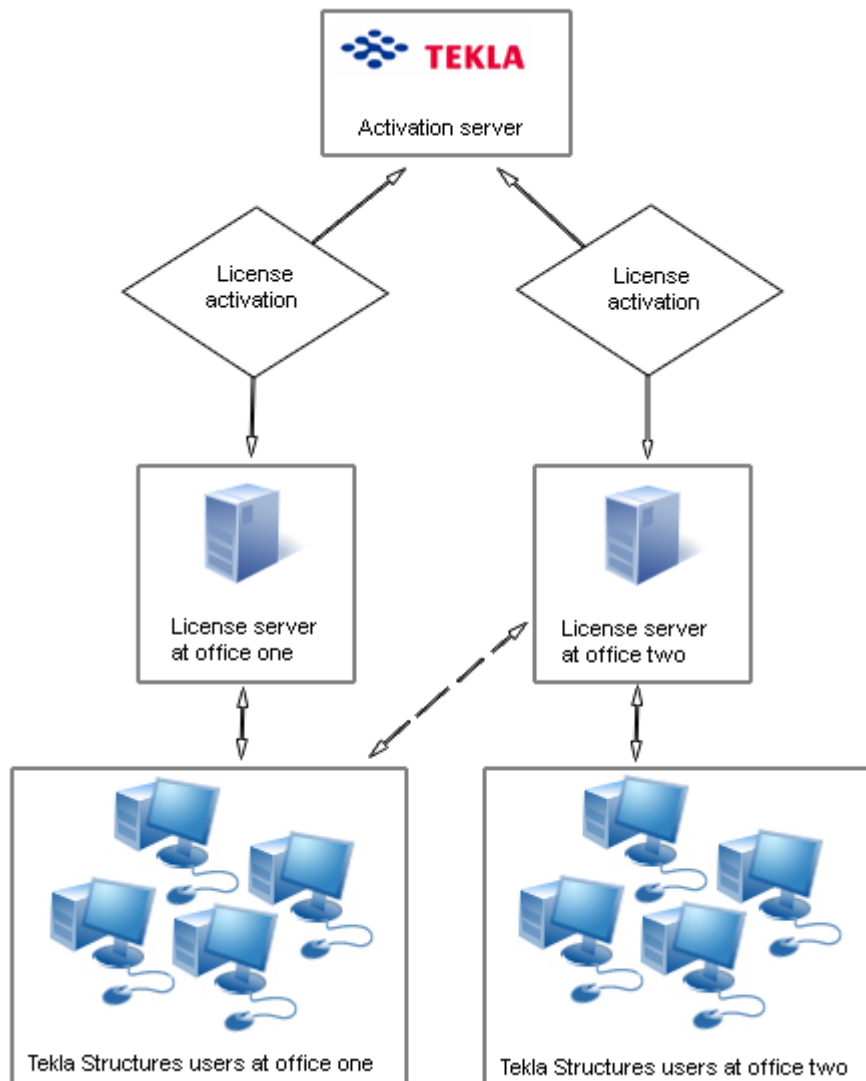 TEKLA
Activation server
License
activation
License
activation
License server
at office one
License server
at office two
Tekla Structures users at office one
Tekla Structures users at office two